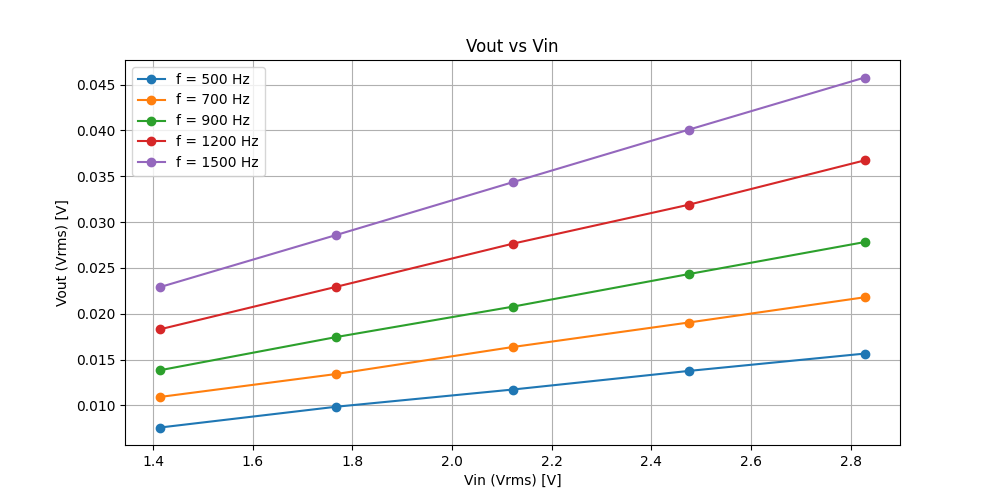 Vout vs Vin
f = 500 Hz
f = 700 Hz
f = 900 Hz
f = 1200 Hz
f = 1500 Hz
0.045
0.040
0.035
0.030
0.025
0.020
0.015
0.010
Vout (Vrms) [V]
1.4 1.6 1.8 2.0 2.2 2.4 2.6 2.8
Vin (Vrms) [V]